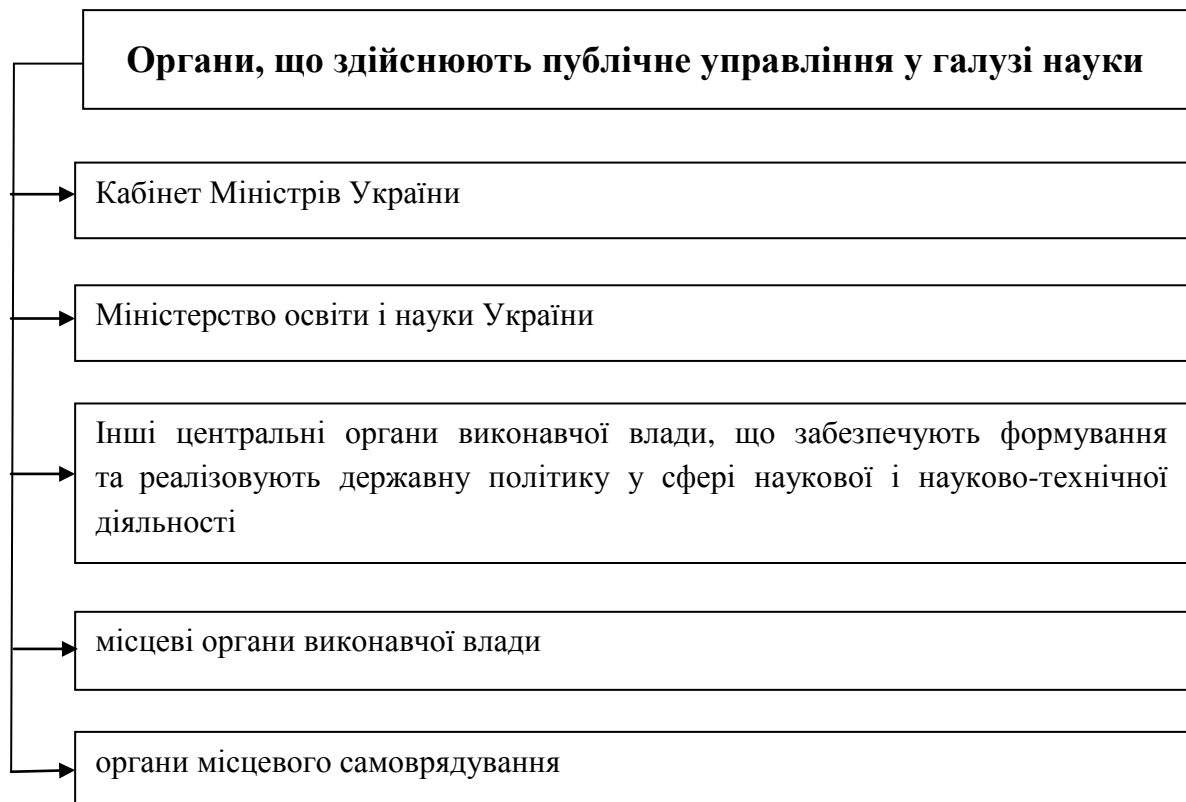 Органи, що здійснюють публічне управління у галузі науки
Кабінет Міністрів України
Міністерство освіти і науки України
Інші центральні органи виконавчої влади, що забезпечують формування
та реалізовують державну політику у сфері наукової і науково-технічної
діяльності
місцеві органи виконавчої влади
органи місцевого самоврядування